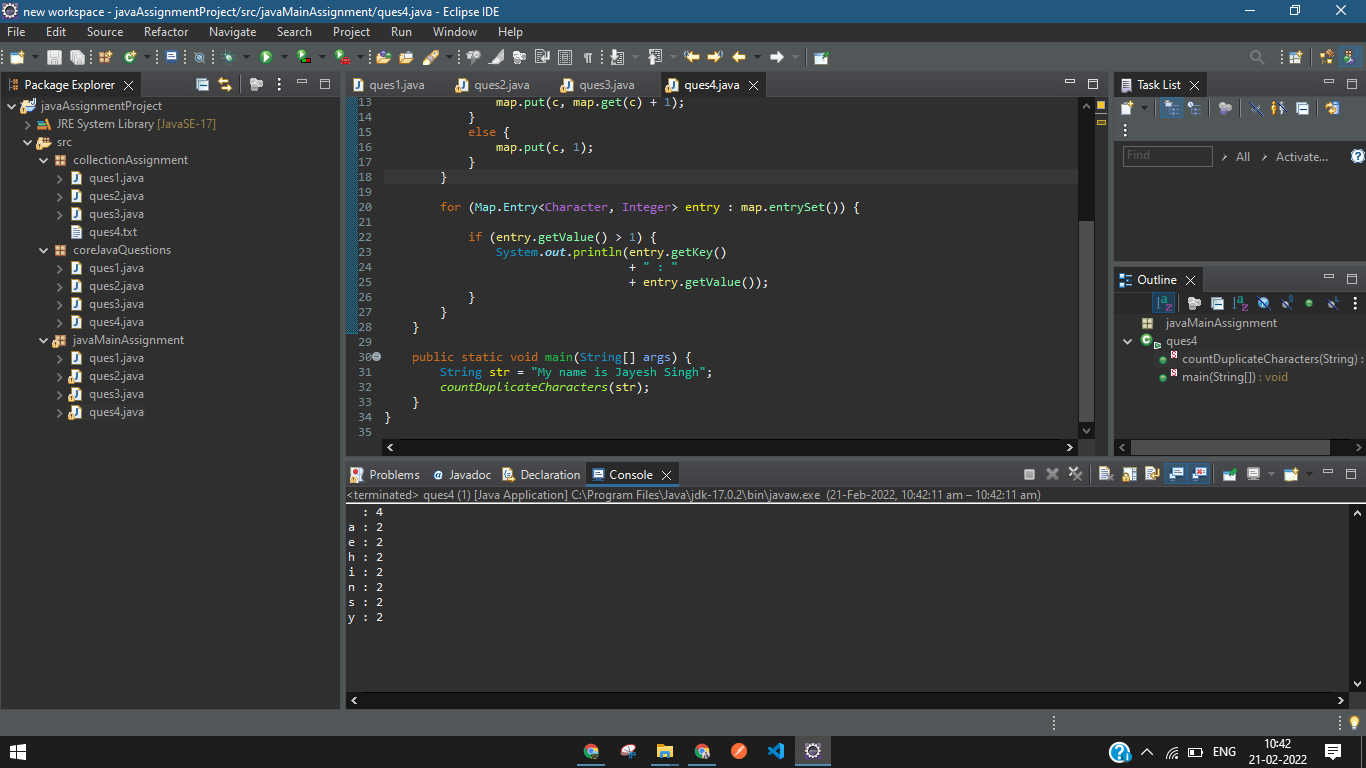 new workspace - javaAssignmentProject/src/javaMainAssignment/ques4.java - Eclipse IDE
File Edit Source Refactor Navigate Search Project Run Window Help
Package Explorer
javaAssignmentProject
JRE System Library [JavaSE-17]
src
collectionAssignment
ques1.java
ques2.java
ques3.java
ques4.txt
coreJavaQuestions
ques1.java
ques2.java
ques3.java
ques4.java
javaMainAssignment
ques1.java
ques2.java
ques3.java
ques4.java
ques1.java ques2.java ques3.java ques4.java
13 map.put(c, map.get(c) + 1);
14 }
15 else {
16 map.put(c, 1);
17 }
18 }
19
20 for (Map.Entry<Character, Integer> entry : map.entrySet()) {
21
22 if (entry.getValue() > 1) {
23 System.out.println(entry.getKey()
24 + " : "
25 + entry.getValue());
26 }
27 }
28 }
29
30 public static void main(String[] args) {
31 String str = "My name is Jayesh Singh";
32 countDuplicateCharacters(str);
33 }
34 }
35
Task List
Find All Activate...
Outline
javaMainAssignment
ques4
countDuplicateCharacters(String) :
main(String[]) : void
Problems Javadoc Declaration Console
<terminated> ques4 (1) [Java Application] C:\Program Files\Java\jdk-17.0.2\bin\javaw.exe (21-Feb-2022, 10:42:11 am – 10:42:11 am)
: 4
a : 2
e : 2
h : 2
i : 2
n : 2
s : 2
y : 2
ENG
10:42
21-02-2022